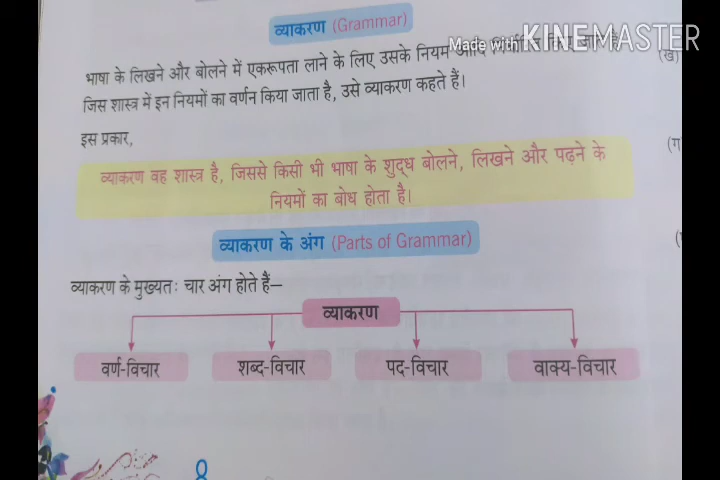 व्याकरण (Grammar)
Made with KINEMASTER
भाषा के लिखने और बोलने में एकरूपता लाने के लिए उसके नियम आदि
(ख)
जिस शास्त्र में इन नियमों का वर्णन किया जाता है, उसे व्याकरण कहते हैं।
इस प्रकार,
(ग
व्याकरण वह शास्त्र है, जिससे किसी भी भाषा के शुद्ध बोलने, लिखने और पढ़ने के
नियमों का बोध होता है।
व्याकरण के अंग (Parts of Grammar)
व्याकरण के मुख्यतः चार अंग होते हैं–
व्याकरण
वर्ण-विचार शब्द-विचार पद-विचार वाक्य-विचार
8